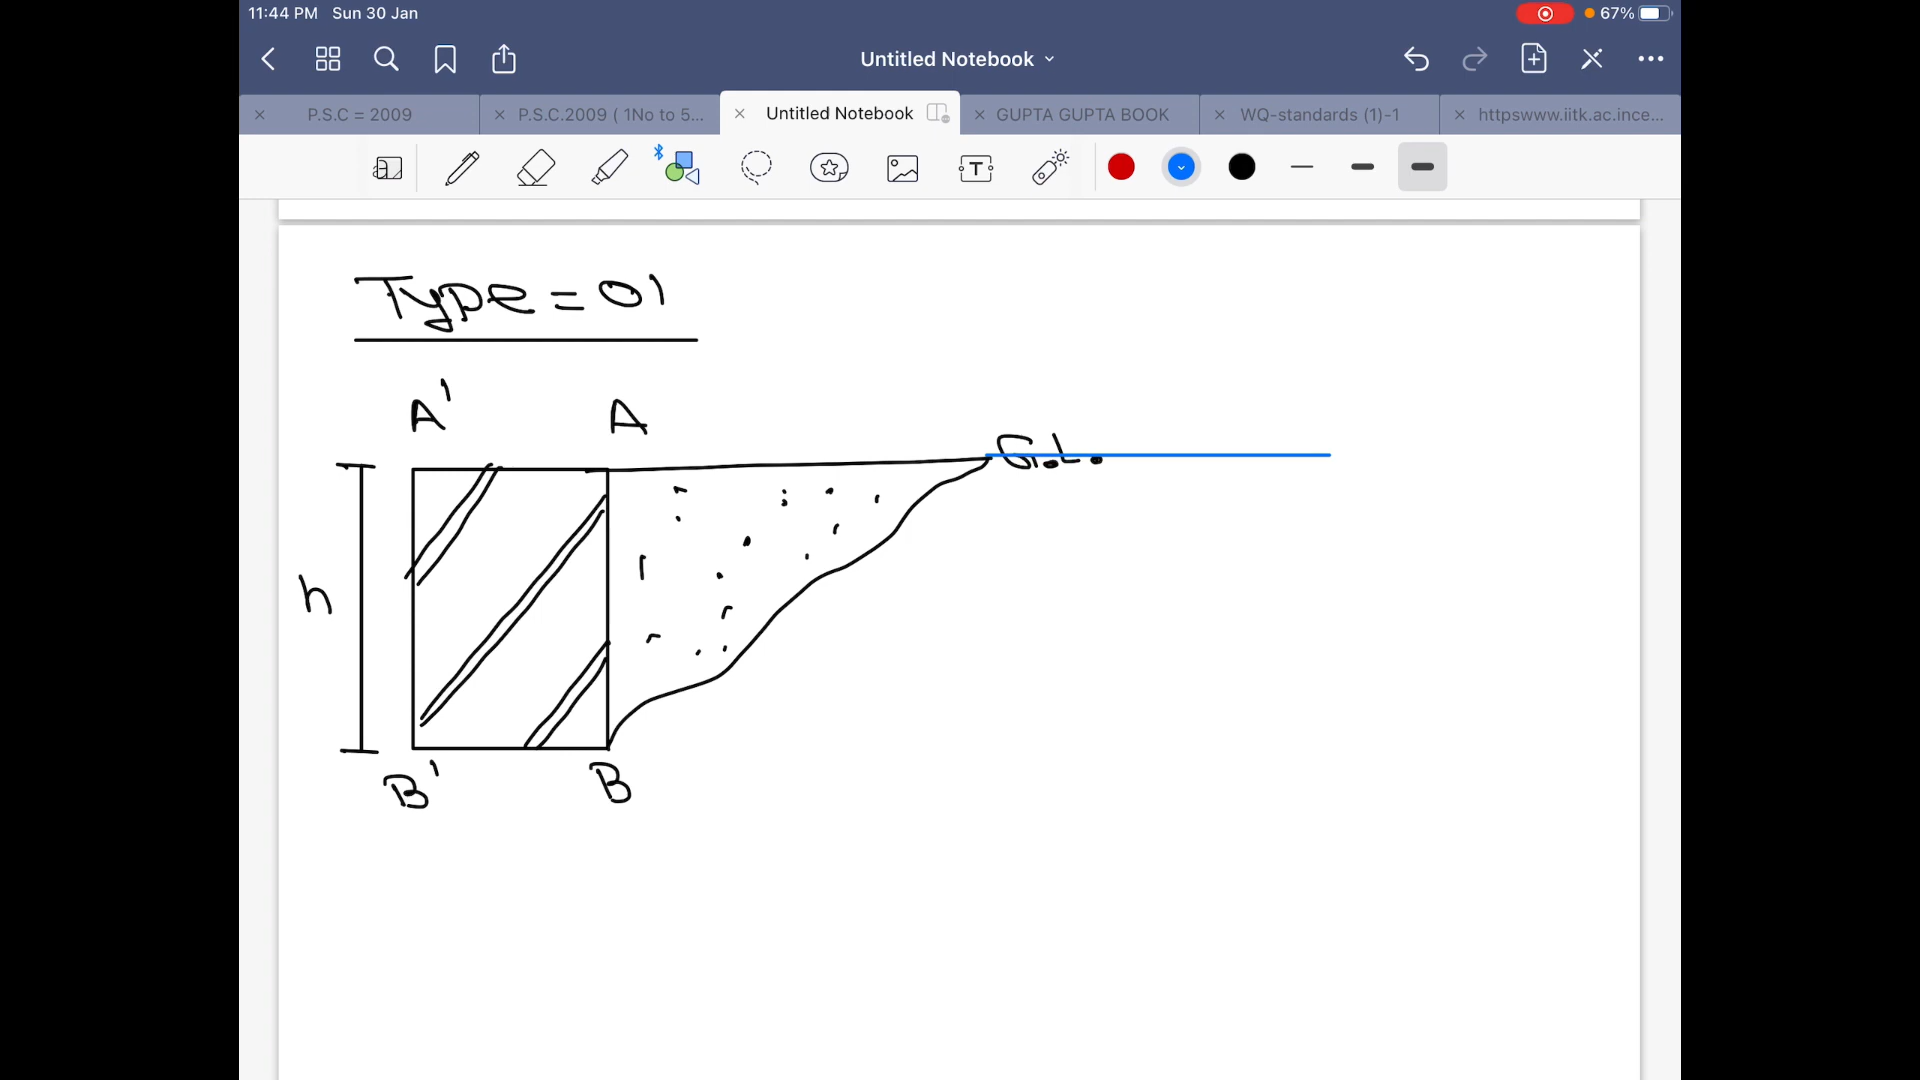 11:44 PM Sun 30 Jan
67%
Untitled Notebook
P.S.C = 2009
P.S.C.2009 ( 1No to 5...
Untitled Notebook
GUPTA GUPTA BOOK
WQ-standards (1)-1
httpswww.iitk.ac.ince...
T
Type = 01
A' A
G.L.
h
B' B